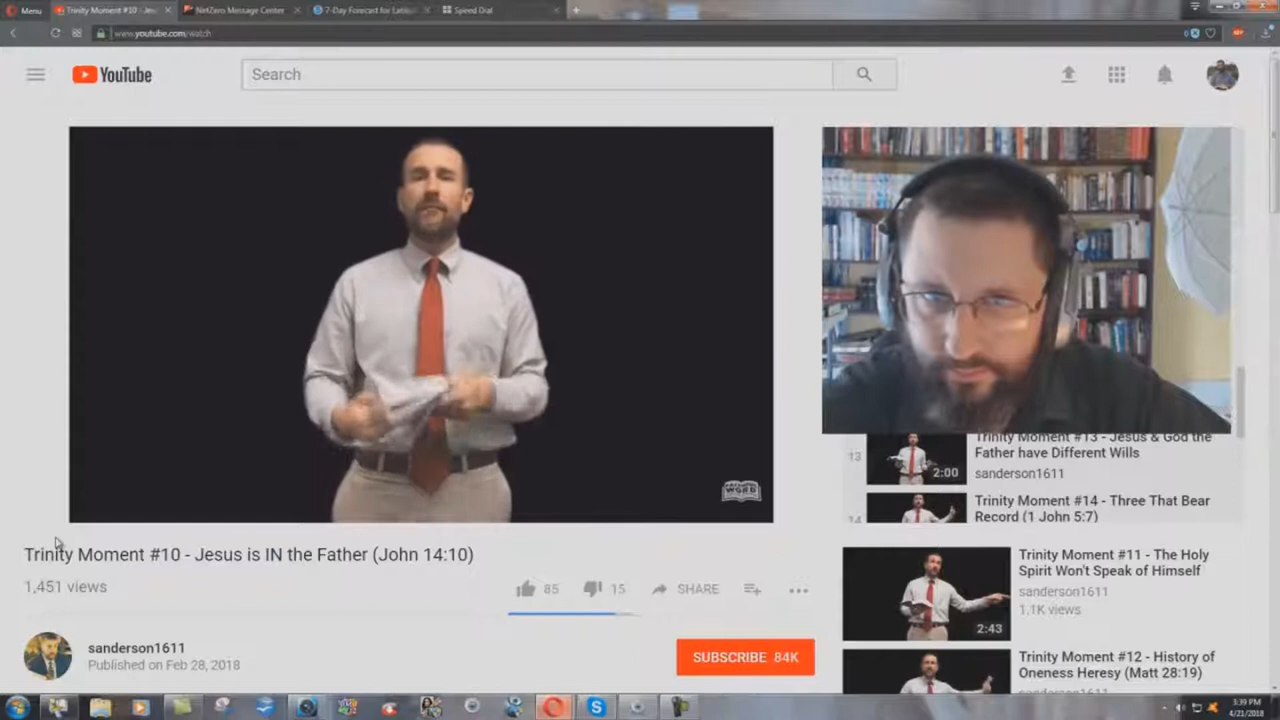 Menu
Trinity Moment #10 - Jesus
NetZero Message Center
7-Day Forecast for Latitu
Speed Dial
www.youtube.com/watch
YouTube
Search
WORD
Trinity Moment #13 - Jesus & God the
Father have Different Wills
sanderson1611
13
2:00
Trinity Moment #14 - Three That Bear
Record (1 John 5:7)
14
Trinity Moment #10 - Jesus is IN the Father (John 14:10)
1,451 views
85
15
SHARE
Trinity Moment #11 - The Holy
Spirit Won't Speak of Himself
sanderson1611
1.1K views
2:43
sanderson1611
Published on Feb 28, 2018
SUBSCRIBE 84K
Trinity Moment #12 - History of
Oneness Heresy (Matt 28:19)
5:39 PM
4/21/2018